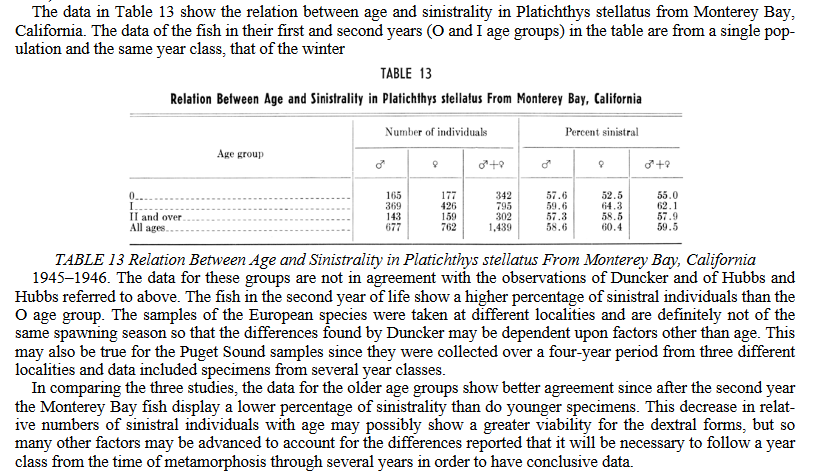 The data in Table 13 show the relation between age and sinistrality in Platichthys stellatus from Monterey Bay,
California. The data of the fish in their first and second years (O and I age groups) in the table are from a single pop-
ulation and the same year class, that of the winter
TABLE 13
Relation Between Age and Sinistrality in Platichthys stellatus From Monterey Bay, California
Age group Number of individuals Percent sinistral
♂ ♀ ♂+♀ ♂ ♀ ♂+♀
0 165 177 342 57.6 52.5 55.0
I 369 426 795 59.6 64.3 62.1
II and over 143 159 302 57.3 58.5 57.9
All ages 677 762 1,439 58.6 60.4 59.5
TABLE 13 Relation Between Age and Sinistrality in Platichthys stellatus From Monterey Bay, California
1945–1946. The data for these groups are not in agreement with the observations of Duncker and of Hubbs and
Hubbs referred to above. The fish in the second year of life show a higher percentage of sinistral individuals than the
O age group. The samples of the European species were taken at different localities and are definitely not of the
same spawning season so that the differences found by Duncker may be dependent upon factors other than age. This
may also be true for the Puget Sound samples since they were collected over a four-year period from three different
localities and data included specimens from several year classes.
In comparing the three studies, the data for the older age groups show better agreement since after the second year
the Monterey Bay fish display a lower percentage of sinistrality than do younger specimens. This decrease in relat-
ive numbers of sinistral individuals with age may possibly show a greater viability for the dextral forms, but so
many other factors may be advanced to account for the differences reported that it will be necessary to follow a year
class from the time of metamorphosis through several years in order to have conclusive data.